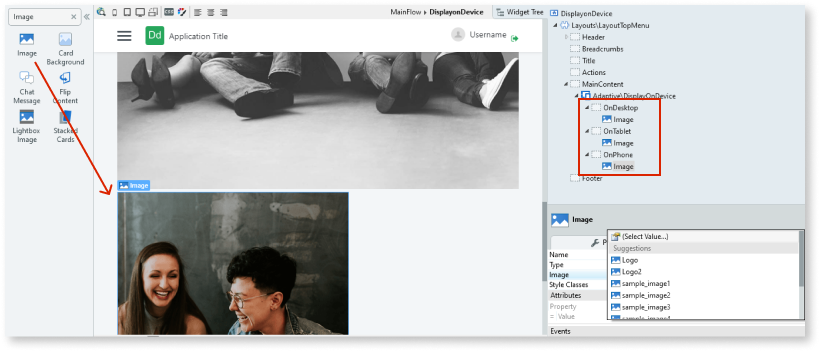 Image
MainFlow ▸ DisplayonDevice
Widget Tree
DisplayonDevice
Image
Card
Background
Chat
Message
Flip
Content
Lightbox
Image
Stacked
Cards
Dd
Application Title
Username
Image
Layouts\LayoutTopMenu
Header
Breadcrumbs
Title
Actions
MainContent
Adaptive\DisplayOnDevice
OnDesktop
Image
OnTablet
Image
OnPhone
Image
Footer
Image
Name
Type
Image
Style Classes
Attributes
Property
= Value
Events
(Select Value...)
Suggestions
Logo
Logo2
sample_image1
sample_image2
sample_image3